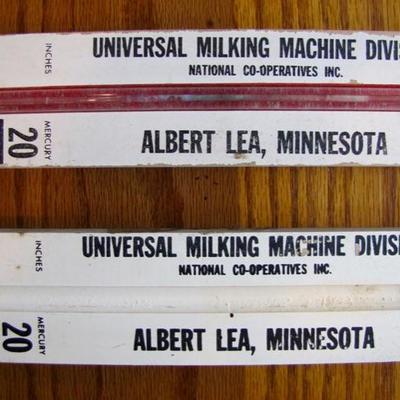 INCHES
UNIVERSAL MILKING MACHINE DIVIS
NATIONAL CO-OPERATIVES INC.
20
MERCURY
ALBERT LEA, MINNESOTA
INCHES
UNIVERSAL MILKING MACHINE DIVISI
NATIONAL CO-OPERATIVES INC.
20
MERCURY
ALBERT LEA, MINNESOTA